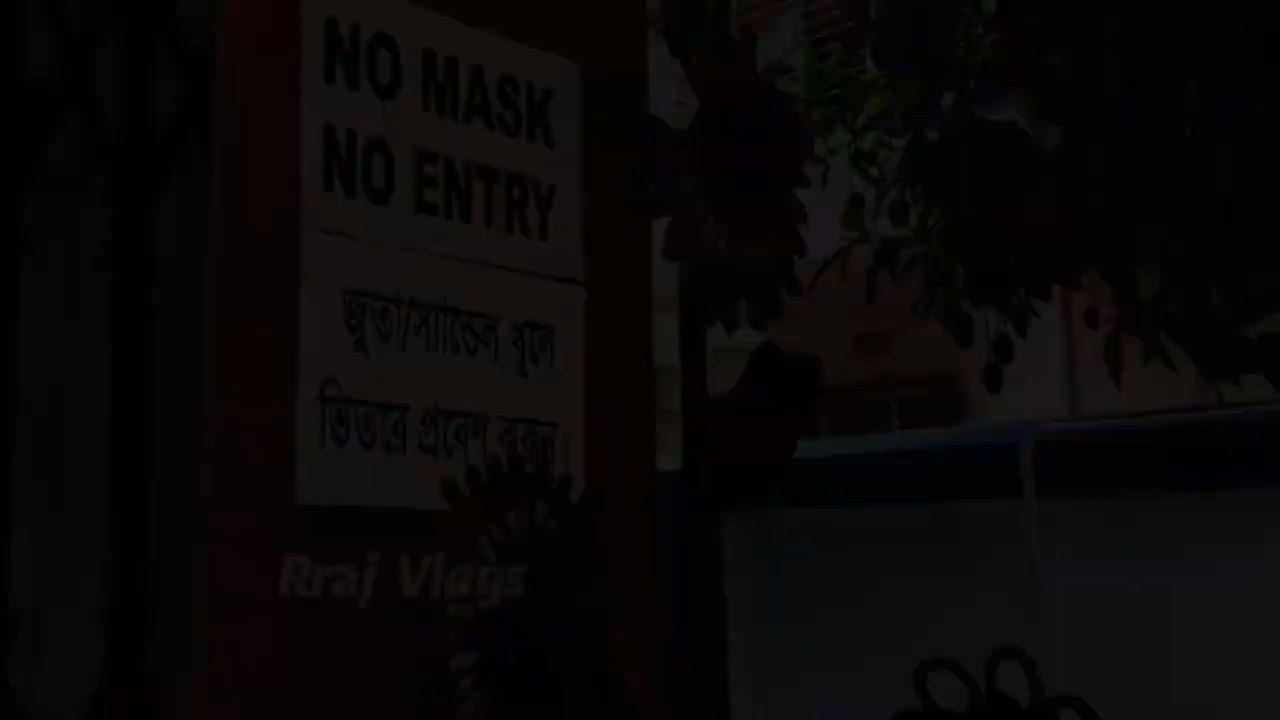 NO MASK
NO ENTRY
জুতা/স্যান্ডেল খুলে
ভিতরে প্রবেশ করুন
Rraj Vlogs